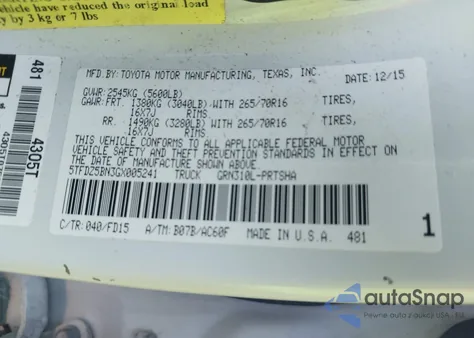 vehicle have reduced the original load
by 3 kg or 7 lbs
481 4305T
MFD.BY:TOYOTA MOTOR MANUFACTURING, TEXAS, INC.
DATE:12/15
GVWR:2545KG (5600LB)
GAWR:FRT. 1380KG (3040LB)WITH 265/70R16 TIRES,
16X7J RIMS
RR. 1490KG (3280LB)WITH 265/70R16 TIRES,
16X7J RIMS
THIS VEHICLE CONFORMS TO ALL APPLICABLE FEDERAL MOTOR
VEHICLE SAFETY AND THEFT PREVENTION STANDARDS IN EFFECT ON
THE DATE OF MANUFACTURE SHOWN ABOVE.
5TFDZ5BN3GX005241 TRUCK GRN310L-PRTSHA
C/TR:040/FD15 A/TM:B07B/AC60F MADE IN U.S.A. 481
1
autoSnap
Pewne auto z aukcji USA